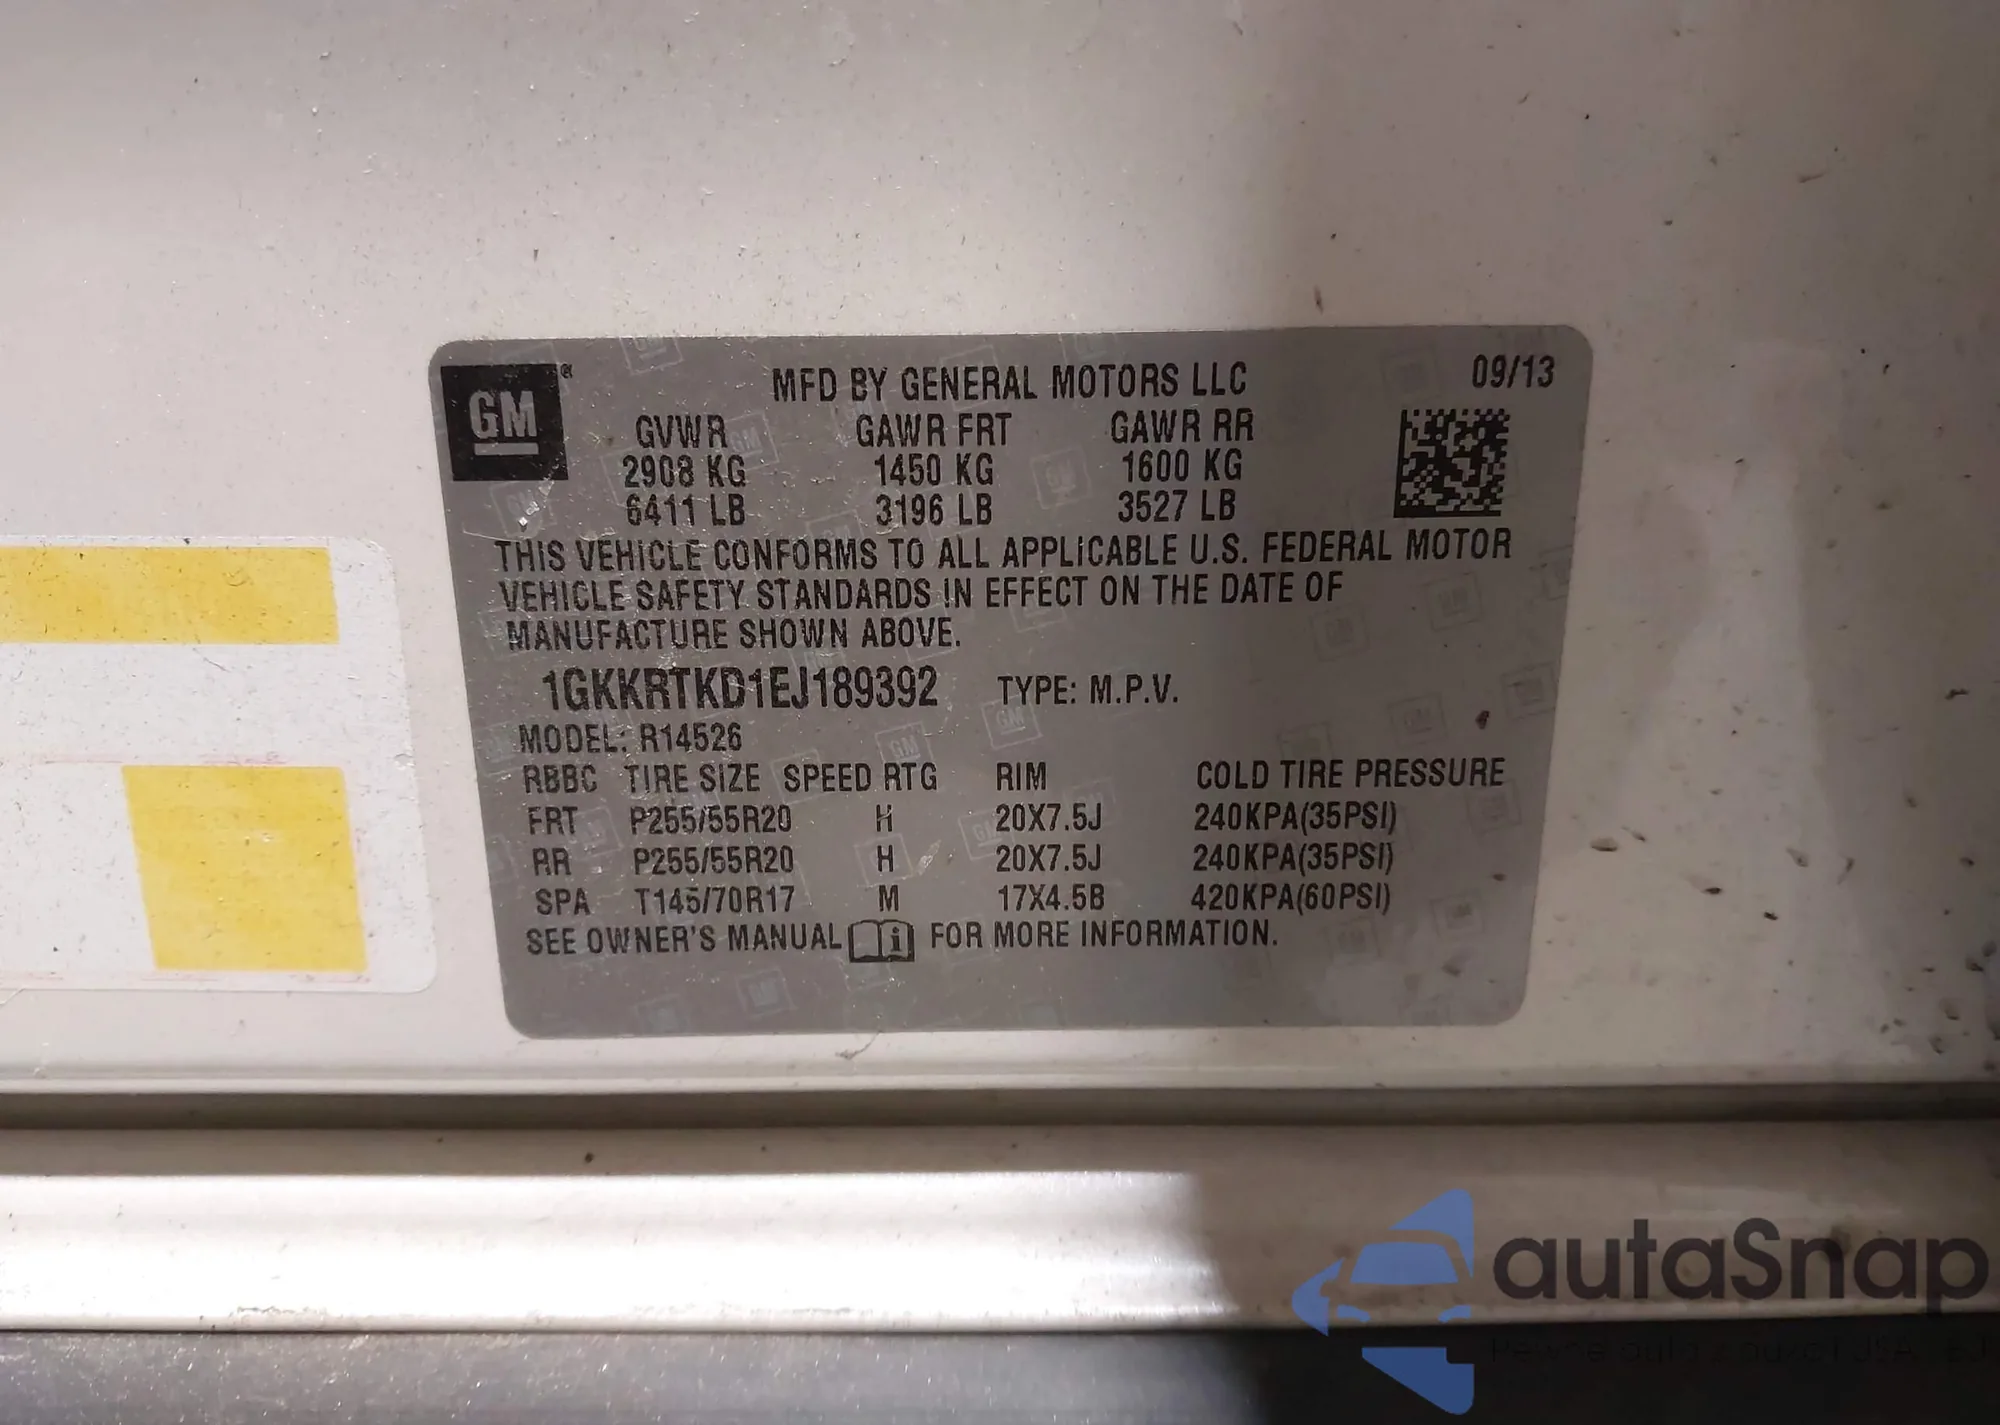 GM
MFD BY GENERAL MOTORS LLC 09/13
GVWR GAWR FRT GAWR RR
2908 KG 1450 KG 1600 KG
6411 LB 3196 LB 3527 LB
THIS VEHICLE CONFORMS TO ALL APPLICABLE U.S. FEDERAL MOTOR
VEHICLE SAFETY STANDARDS IN EFFECT ON THE DATE OF
MANUFACTURE SHOWN ABOVE.
1GKKRTKD1EJ189392 TYPE: M.P.V.
MODEL: R14526
RBBC TIRE SIZE SPEED RTG RIM COLD TIRE PRESSURE
FRT P255/55R20 H 20X7.5J 240KPA(35PSI)
RR P255/55R20 H 20X7.5J 240KPA(35PSI)
SPA T145/70R17 M 17X4.5B 420KPA(60PSI)
SEE OWNER'S MANUAL i FOR MORE INFORMATION.
autaSnap